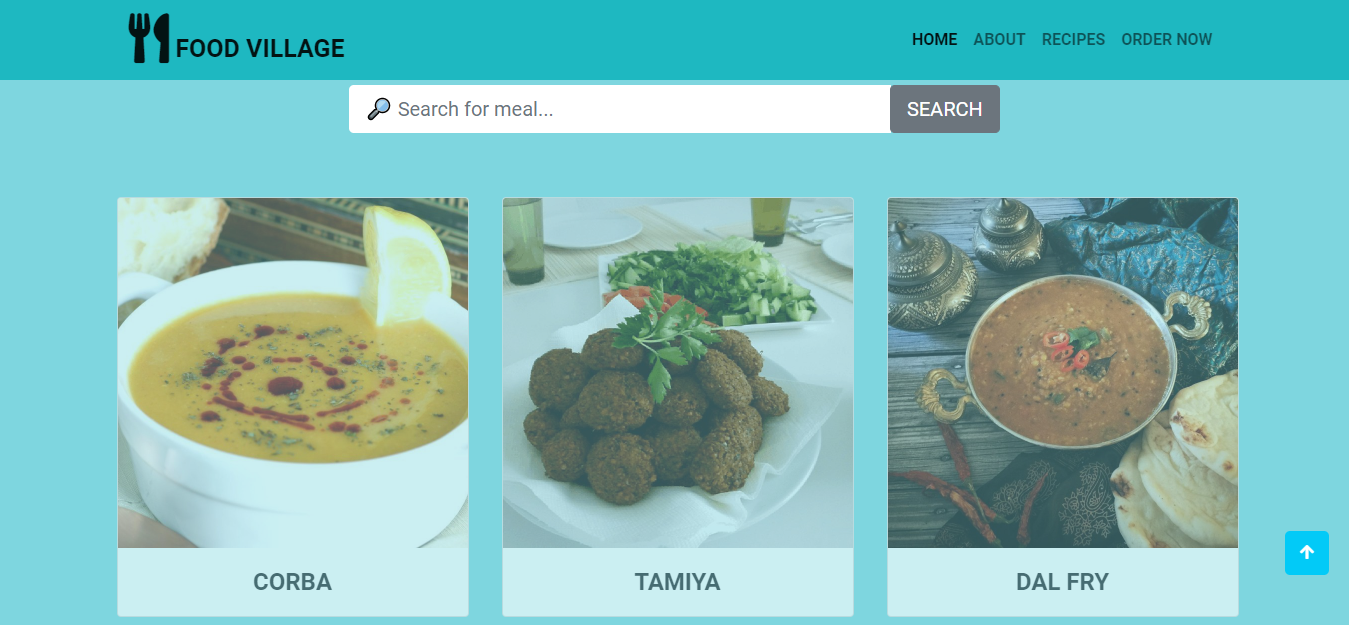 FOOD VILLAGE
HOME ABOUT RECIPES ORDER NOW
Search for meal...
SEARCH
CORBA
TAMIYA
DAL FRY